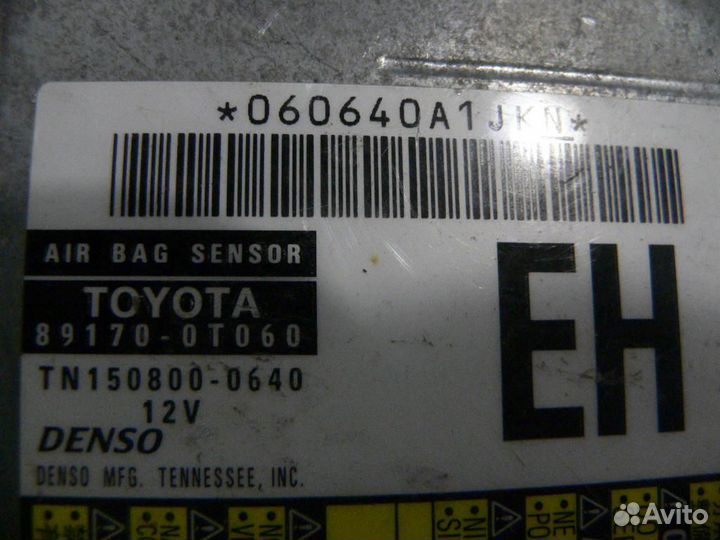 *060640A1JKN*
AIR BAG SENSOR
EH
TOYOTA
89170-0T060
TN150800-0640
12V
DENSO
DENSO MFG. TENNESSEE, INC.
Avito